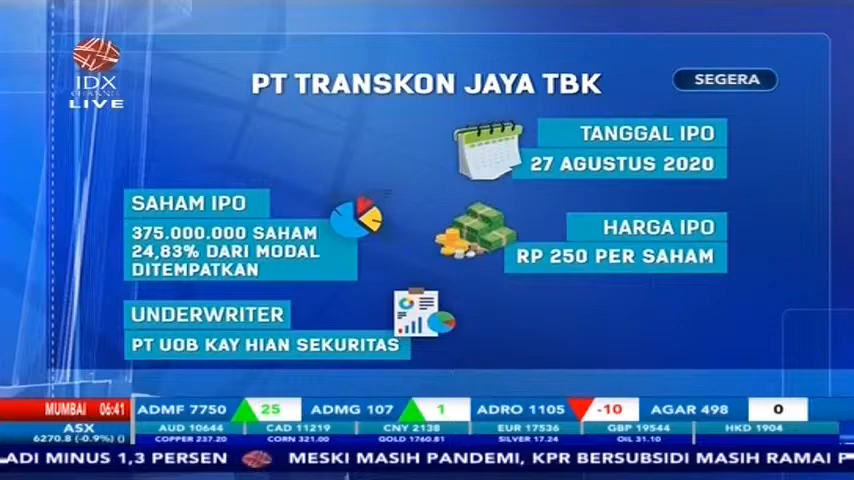 IDX
CHANNEL
LIVE
PT TRANSKON JAYA TBK
SEGERA
TANGGAL IPO
27 AGUSTUS 2020
SAHAM IPO
375.000.000 SAHAM
24,83% DARI MODAL
DITEMPATKAN
HARGA IPO
RP 250 PER SAHAM
UNDERWRITER
PT UOB KAY HIAN SEKURITAS
MUMBAI 06:41
ADMF 7750 25 ADMG 107 1 ADRO 1105 -10 AGAR 498 0
ASX
6270.8 (-0.9%) ()
AUD 10644 CAD 11219 CNY 2138 EUR 17536 GBP 19544 HKD 1904
COPPER 237.20 CORN 321.00 GOLD 1760.81 SILVER 17.24 OIL 31.10
ADI MINUS 1,3 PERSEN MESKI MASIH PANDEMI, KPR BERSUBSIDI MASIH RAMAI P